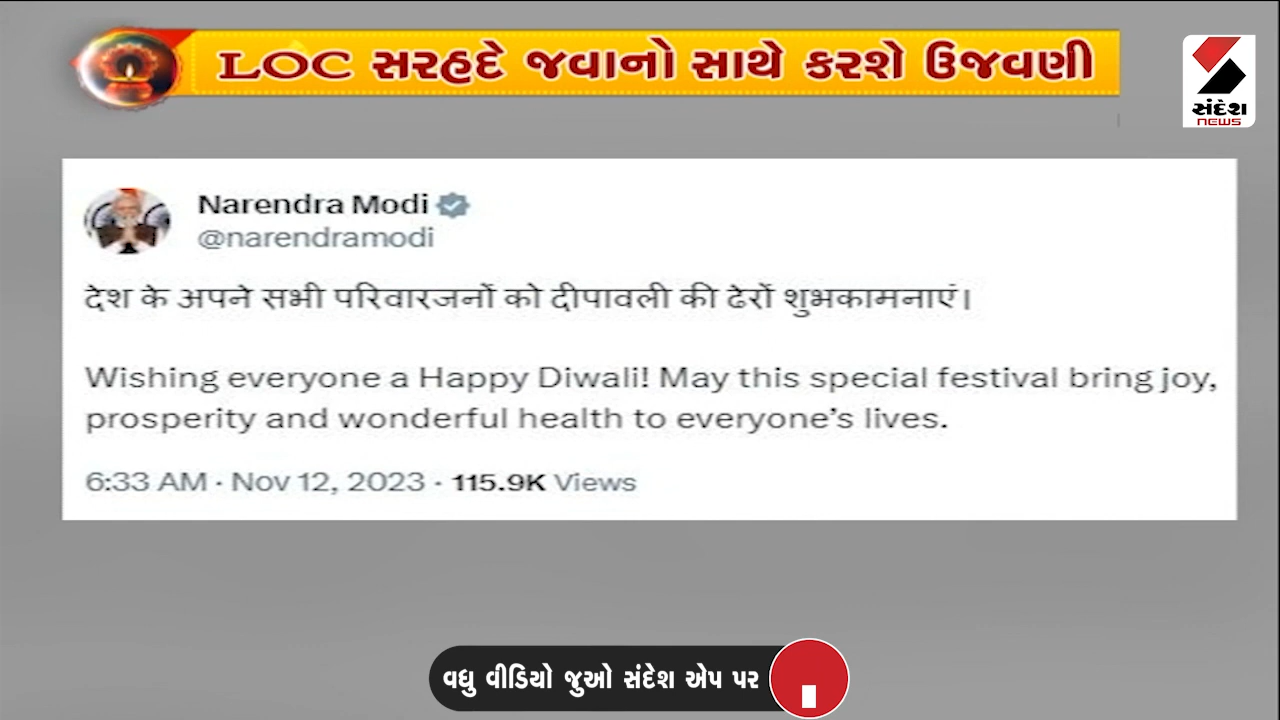 LOC સરહદે જવાનો સાથે કરશે ઉજવણી
સંદેશ
NEWS
Narendra Modi
@narendramodi
देश के अपने सभी परिवारजनों को दीपावली की ढेरों शुभकामनाएं।
Wishing everyone a Happy Diwali! May this special festival bring joy,
prosperity and wonderful health to everyone’s lives.
6:33 AM · Nov 12, 2023 · 115.9K Views
વધુ વીડિયો જુઓ સંદેશ એપ પર